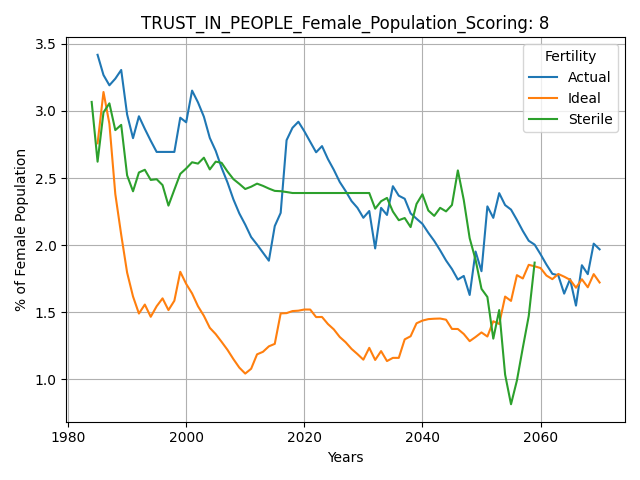 TRUST_IN_PEOPLE_Female_Population_Scoring: 8
% of Female Population
3.5
3.0
2.5
2.0
1.5
1.0
Fertility
Actual
Ideal
Sterile
1980
2000
2020
2040
2060
Years